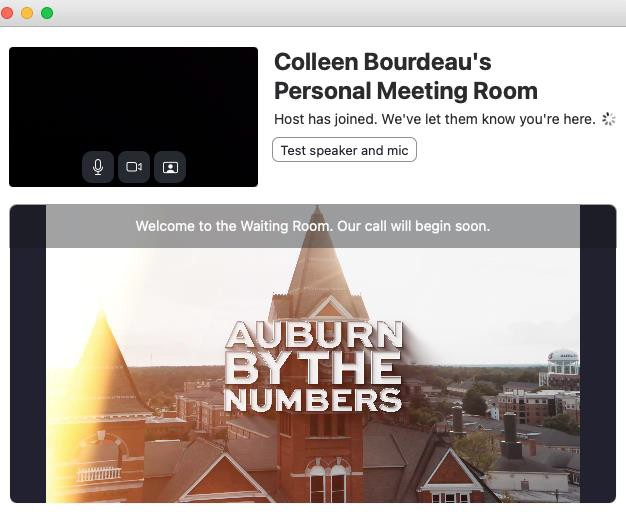 Colleen Bourdeau's
Personal Meeting Room
Host has joined. We've let them know you're here.
Test speaker and mic
Welcome to the Waiting Room. Our call will begin soon.
AUBURN
BY THE
NUMBERS